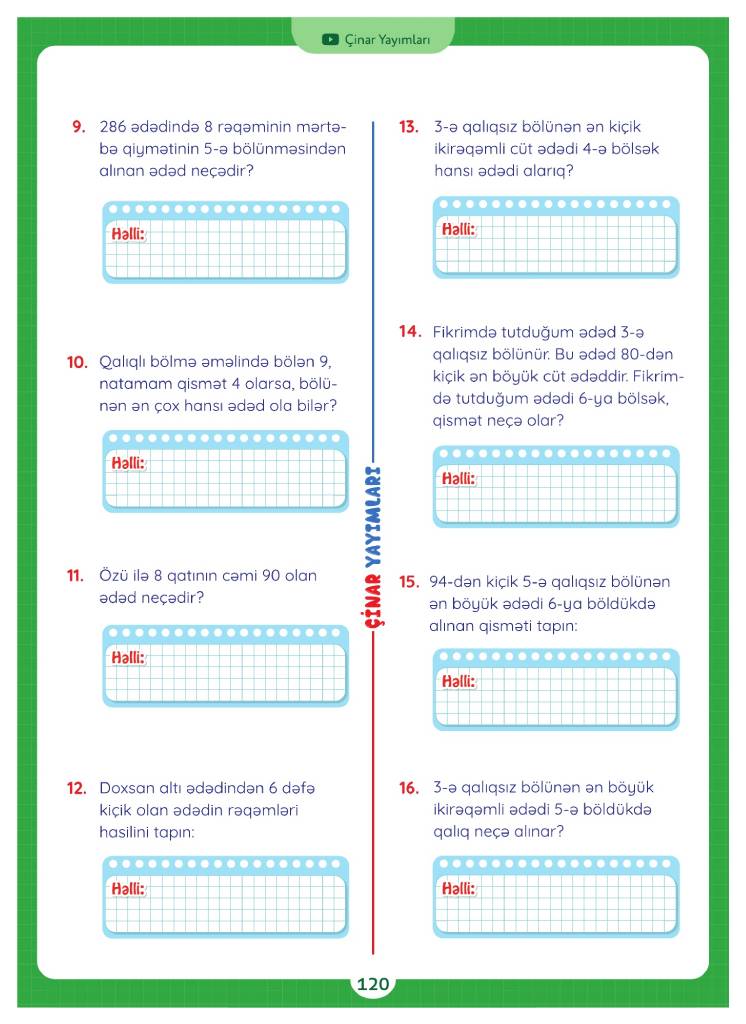 Çinar Yayımları
9. 286 ədədində 8 rəqəminin mərtə-
bə qiymətinin 5-ə bölünməsindən
alınan ədəd neçədir?
Həlli:
10. Qalıqlı bölmə əməlində bölən 9,
natamam qismət 4 olarsa, bölü-
nən ən çox hansı ədəd ola bilər?
Həlli:
11. Özü ilə 8 qatının cəmi 90 olan
ədəd neçədir?
Həlli:
12. Doxsan altı ədədindən 6 dəfə
kiçik olan ədədin rəqəmləri
hasilini tapın:
Həlli:
ÇİNAR YAYIMLARI
13. 3-ə qalıqsız bölünən ən kiçik
ikirəqəmli cüt ədədi 4-ə bölsək
hansı ədədi alarıq?
Həlli:
14. Fikrimdə tutduğum ədəd 3-ə
qalıqsız bölünür. Bu ədəd 80-dən
kiçik ən böyük cüt ədəddir. Fikrim-
də tutduğum ədədi 6-ya bölsək,
qismət neçə olar?
Həlli:
15. 94-dən kiçik 5-ə qalıqsız bölünən
ən böyük ədədi 6-ya böldükdə
alınan qisməti tapın:
Həlli:
16. 3-ə qalıqsız bölünən ən böyük
ikirəqəmli ədədi 5-ə böldükdə
qalıq neçə alınar?
Həlli:
120